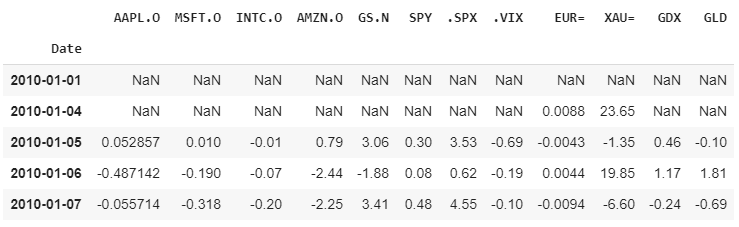 AAPL.O MSFT.O INTC.O AMZN.O GS.N SPY .SPX .VIX EUR= XAU= GDX GLD
Date
2010-01-01 NaN NaN NaN NaN NaN NaN NaN NaN NaN NaN NaN NaN
2010-01-04 NaN NaN NaN NaN NaN NaN NaN NaN 0.0088 23.65 NaN NaN
2010-01-05 0.052857 0.010 -0.01 0.79 3.06 0.30 3.53 -0.69 -0.0043 -1.35 0.46 -0.10
2010-01-06 -0.487142 -0.190 -0.07 -2.44 -1.88 0.08 0.62 -0.19 0.0044 19.85 1.17 1.81
2010-01-07 -0.055714 -0.318 -0.20 -2.25 3.41 0.48 4.55 -0.10 -0.0094 -6.60 -0.24 -0.69